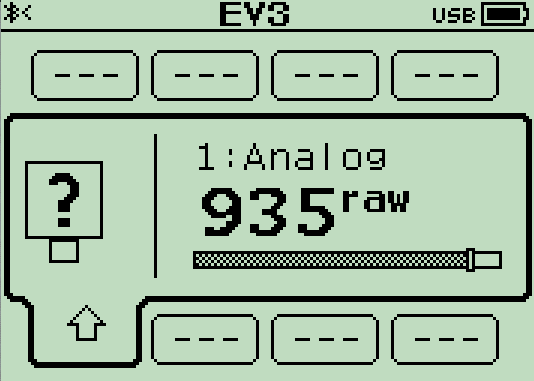 EV3 USB
--- --- --- ---
?
1:Analog
935raw
--- --- ---